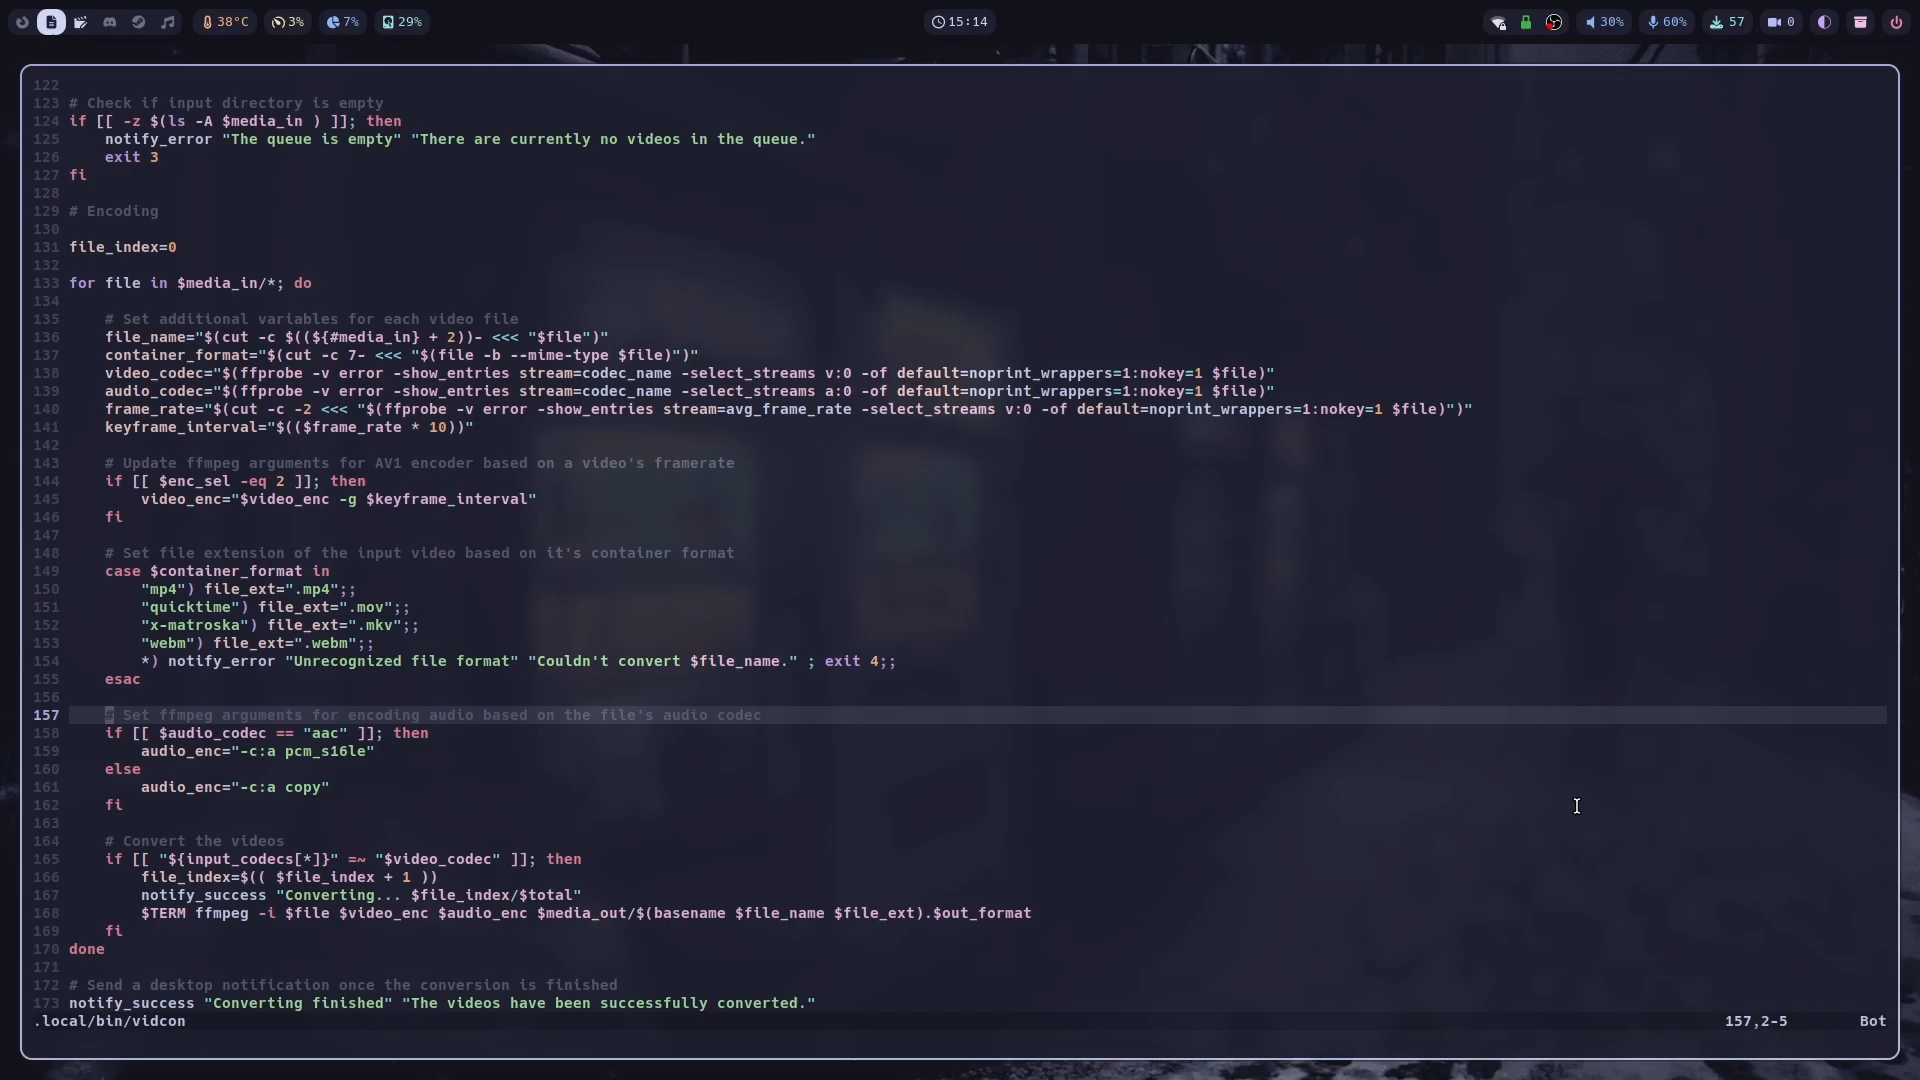 38°C 3% 7% 29% 15:14 30% 60% 57 0
122
123 # Check if input directory is empty
124 if [[ -z $(ls -A $media_in ) ]]; then
125     notify_error "The queue is empty" "There are currently no videos in the queue."
126     exit 3
127 fi
128
129 # Encoding
130
131 file_index=0
132
133 for file in $media_in/*; do
134
135     # Set additional variables for each video file
136     file_name="$(cut -c $((${#media_in} + 2))- <<< "$file")"
137     container_format="$(cut -c 7- <<< "$(file -b --mime-type $file)")"
138     video_codec="$(ffprobe -v error -show_entries stream=codec_name -select_streams v:0 -of default=noprint_wrappers=1:nokey=1 $file)"
139     audio_codec="$(ffprobe -v error -show_entries stream=codec_name -select_streams a:0 -of default=noprint_wrappers=1:nokey=1 $file)"
140     frame_rate="$(cut -c -2 <<< "$(ffprobe -v error -show_entries stream=avg_frame_rate -select_streams v:0 -of default=noprint_wrappers=1:nokey=1 $file)")"
141     keyframe_interval="$(($frame_rate * 10))"
142
143     # Update ffmpeg arguments for AV1 encoder based on a video's framerate
144     if [[ $enc_sel -eq 2 ]]; then
145         video_enc="$video_enc -g $keyframe_interval"
146     fi
147
148     # Set file extension of the input video based on it's container format
149     case $container_format in
150         "mp4") file_ext=".mp4";;
151         "quicktime") file_ext=".mov";;
152         "x-matroska") file_ext=".mkv";;
153         "webm") file_ext=".webm";;
154         *) notify_error "Unrecognized file format" "Couldn't convert $file_name." ; exit 4;;
155     esac
156
157     # Set ffmpeg arguments for encoding audio based on the file's audio codec
158     if [[ $audio_codec == "aac" ]]; then
159         audio_enc="-c:a pcm_s16le"
160     else
161         audio_enc="-c:a copy"
162     fi
163
164     # Convert the videos
165     if [[ "${input_codecs[*]}" =~ "$video_codec" ]]; then
166         file_index=$(( $file_index + 1 ))
167         notify_success "Converting... $file_index/$total"
168         $TERM ffmpeg -i $file $video_enc $audio_enc $media_out/$(basename $file_name $file_ext).$out_format
169     fi
170 done
171
172 # Send a desktop notification once the conversion is finished
173 notify_success "Converting finished" "The videos have been successfully converted."
.local/bin/vidcon 157,2-5 Bot